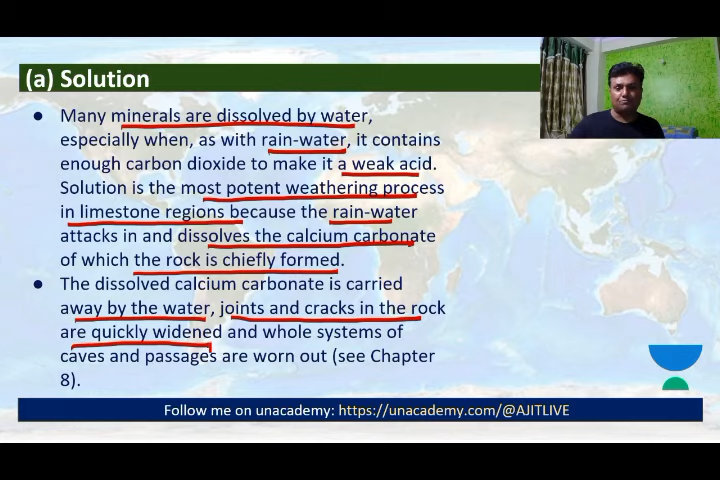 (a) Solution
● Many minerals are dissolved by water,
especially when, as with rain-water, it contains
enough carbon dioxide to make it a weak acid.
Solution is the most potent weathering process
in limestone regions because the rain-water
attacks in and dissolves the calcium carbonate
of which the rock is chiefly formed.
● The dissolved calcium carbonate is carried
away by the water, joints and cracks in the rock
are quickly widened and whole systems of
caves and passages are worn out (see Chapter
8).
Follow me on unacademy: https://unacademy.com/@AJITLIVE